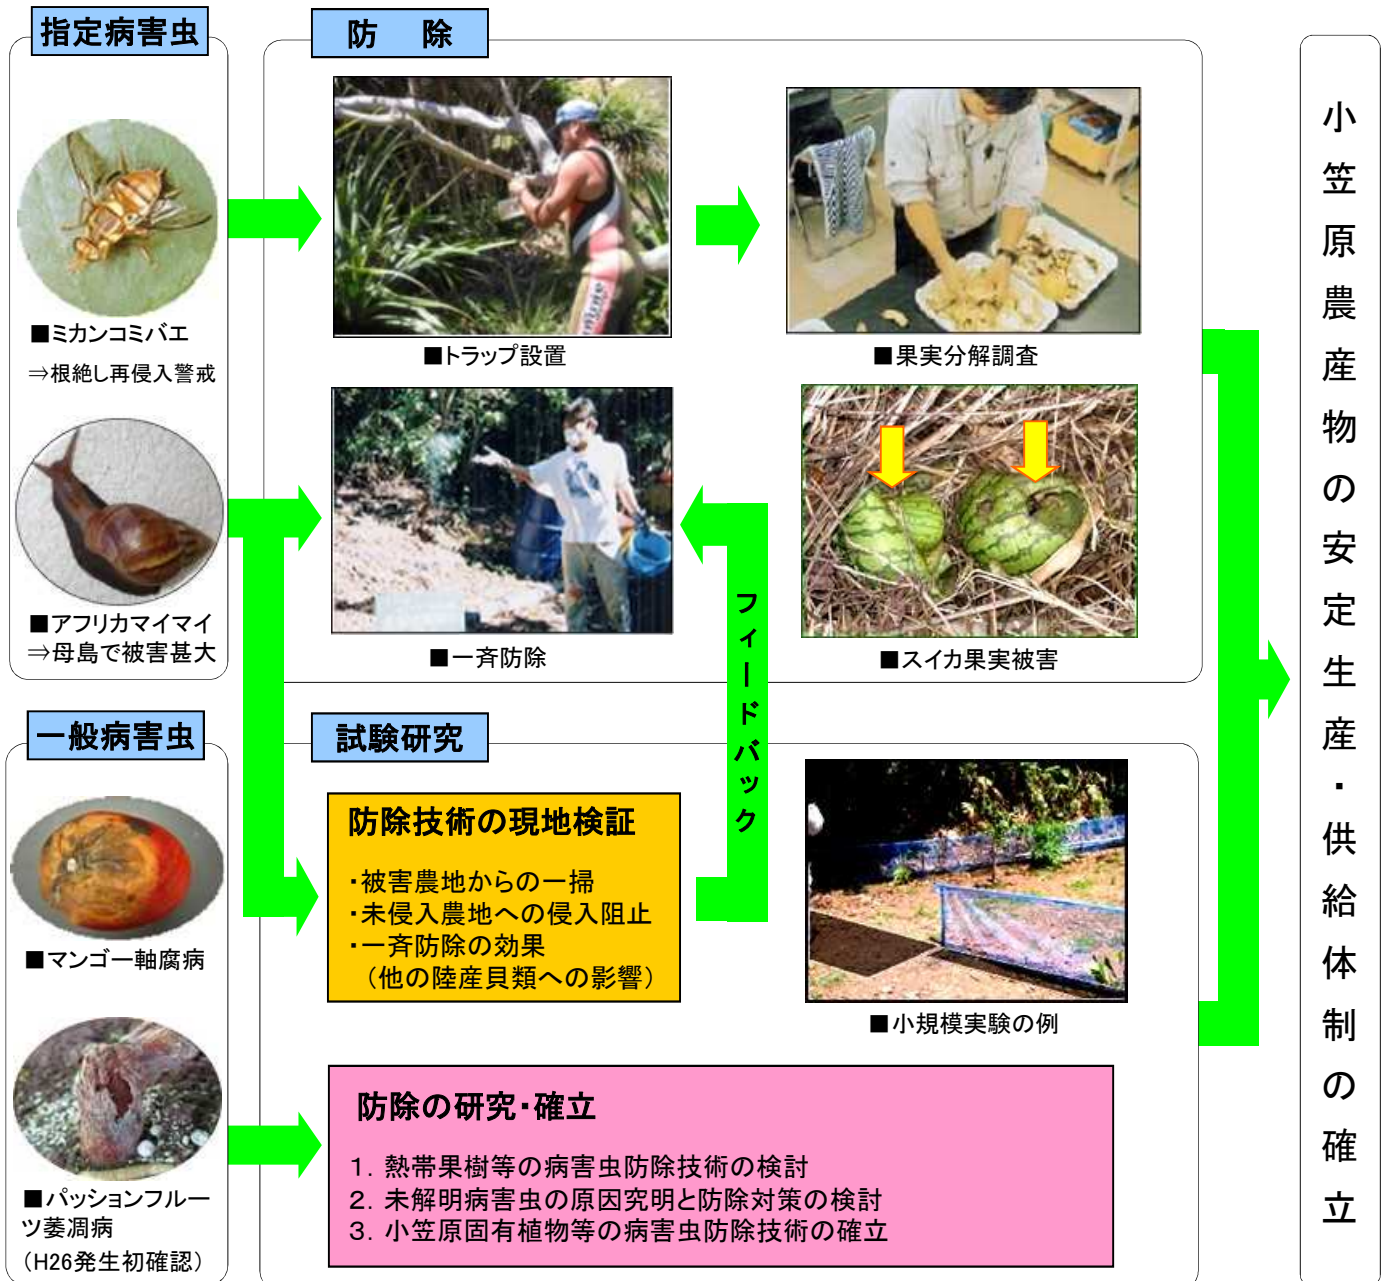 指定病害虫
防　除
■ミカンコミバエ
⇒根絶し再侵入警戒
■トラップ設置
■果実分解調査
■アフリカマイマイ
⇒母島で被害甚大
■一斉防除
■スイカ果実被害
フィードバック
一般病害虫
試験研究
■マンゴー軸腐病
防除技術の現地検証
・被害農地からの一掃
・未侵入農地への侵入阻止
・一斉防除の効果
（他の陸産貝類への影響）
■小規模実験の例
■パッションフルー
ツ萎凋病
（H26発生初確認）
防除の研究・確立
１．熱帯果樹等の病害虫防除技術の検討
２．未解明病害虫の原因究明と防除対策の検討
３．小笠原固有植物等の病害虫防除技術の確立
小笠原農産物の安定生産・供給体制の確立